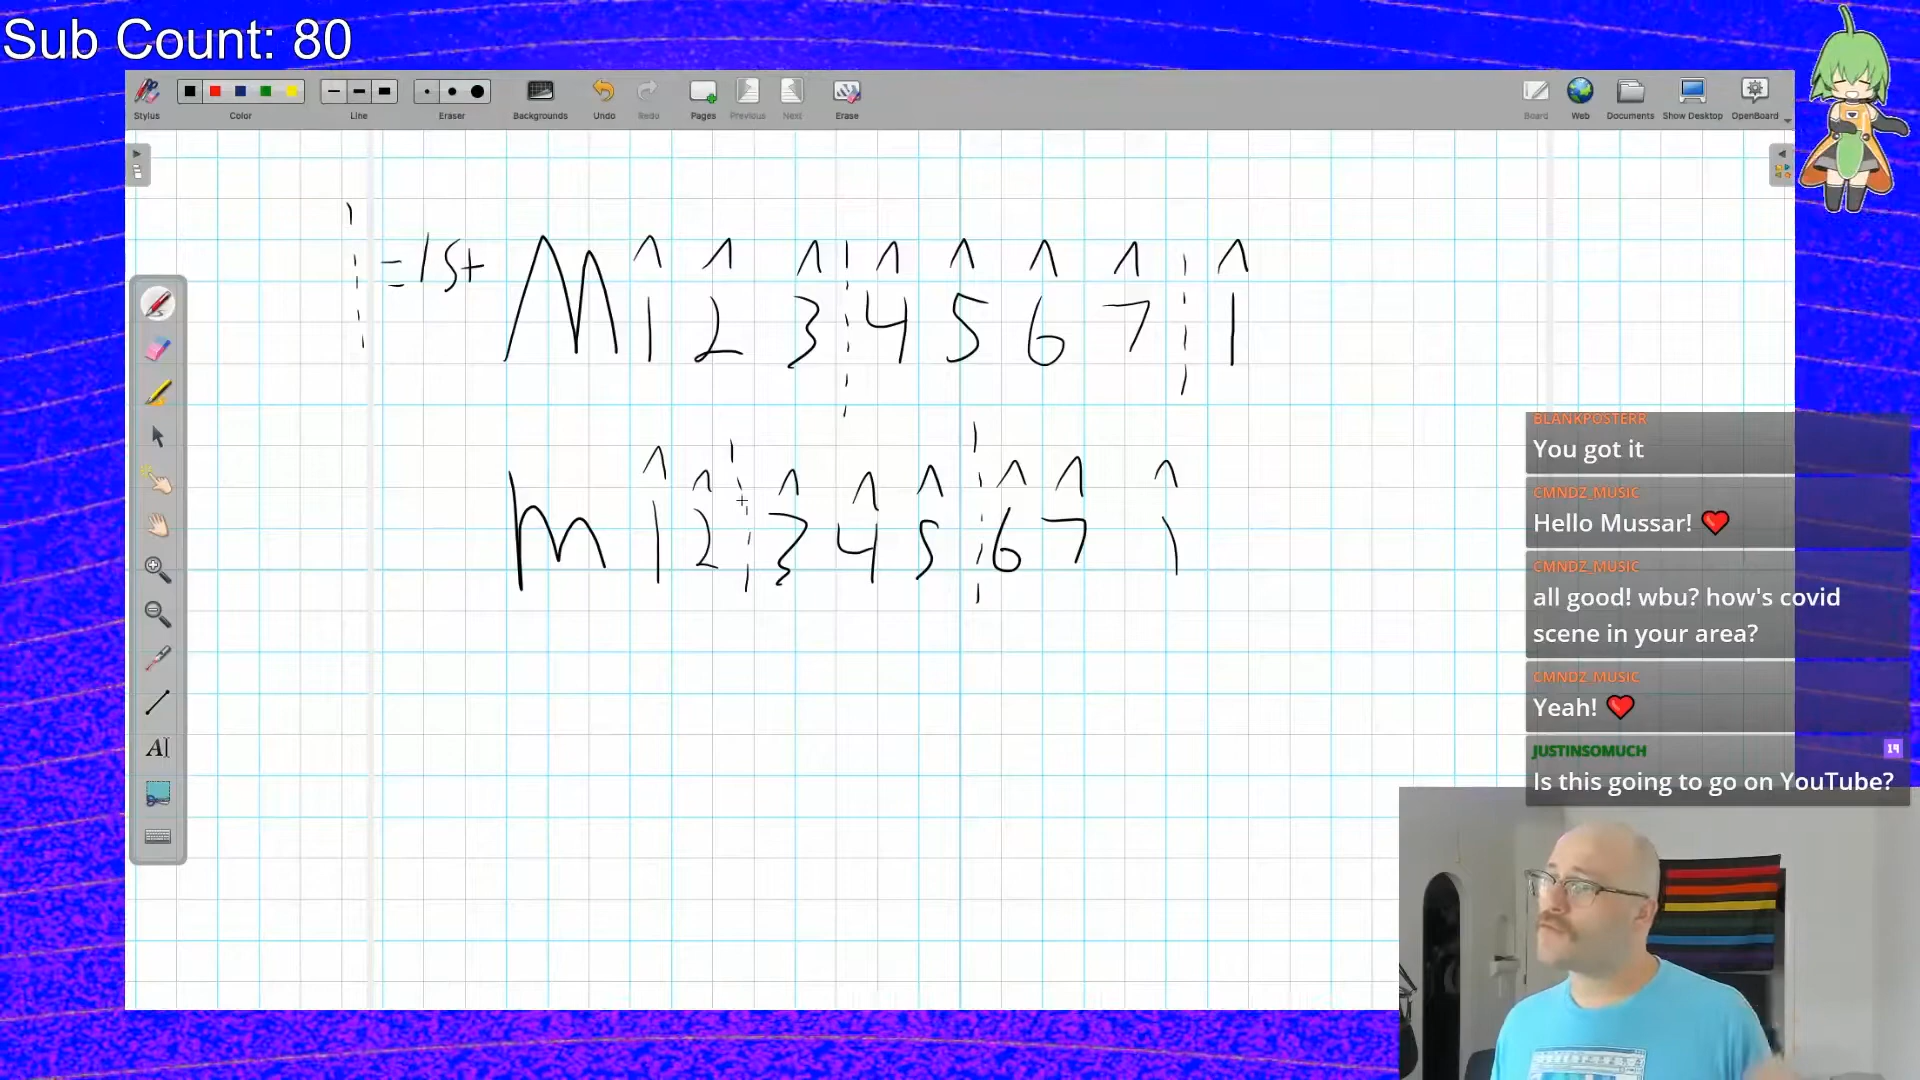 Sub Count: 80
Stylus
Color
Line
Eraser
Backgrounds
Undo
Redo
Pages
Previous
Next
Erase
Board
Web
Documents
Show Desktop
OpenBoard
= 1st M 1̂ 2̂ 3̂ ¦ 4̂ 5̂ 6̂ 7̂ ¦ 1̂
m 1̂ 2̂ ¦ 3̂ 4̂ 5̂ ¦ 6̂ 7̂ 1̂
A
BLANKPOSTERR
You got it
CMNDZ_MUSIC
Hello Mussar! ❤
CMNDZ_MUSIC
all good! wbu? how's covid
scene in your area?
CMNDZ_MUSIC
Yeah! ❤
JUSTINSOMUCH
14
Is this going to go on YouTube?